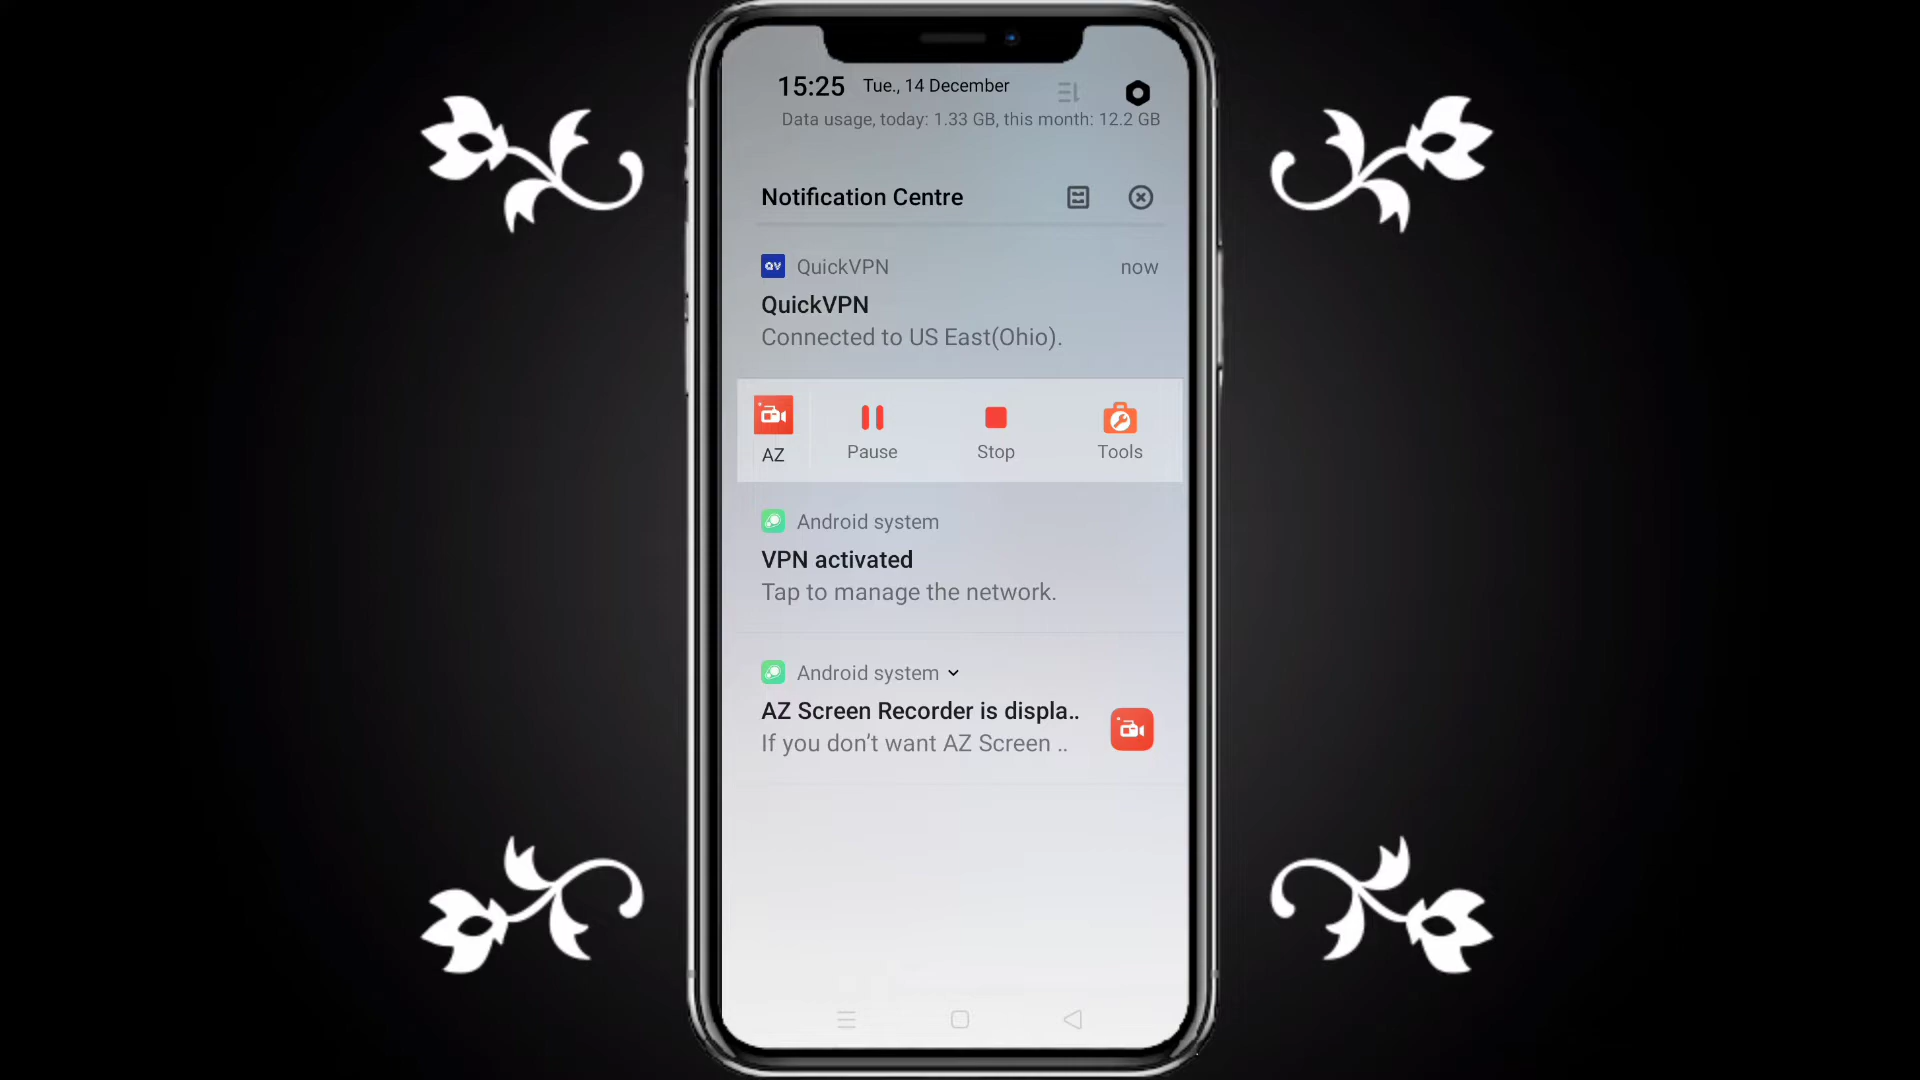 15:25 Tue., 14 December
Data usage, today: 1.33 GB, this month: 12.2 GB
Notification Centre
QV QuickVPN now
QuickVPN
Connected to US East(Ohio).
AZ Pause Stop Tools
Android system
VPN activated
Tap to manage the network.
Android system
AZ Screen Recorder is displa..
If you don’t want AZ Screen ..